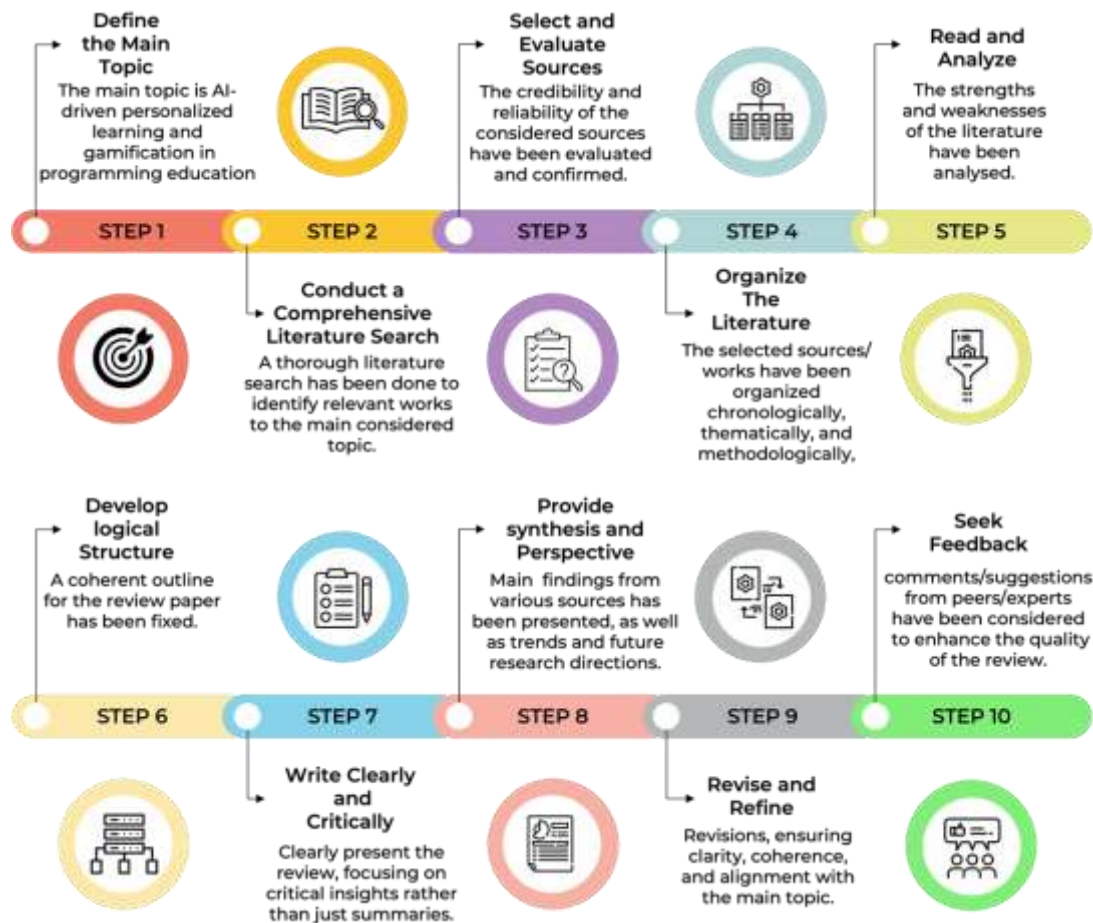 Define
the Main
Topic
The main topic is AI-
driven personalized
learning and
gamification in
programming education
Select and
Evaluate
Sources
The credibility and
reliability of the
considered sources
have been evaluated
and confirmed.
Read and
Analyze
The strengths
and weaknesses
of the literature
have been
analysed.
STEP 1
STEP 2
STEP 3
STEP 4
STEP 5
Conduct a
Comprehensive
Literature Search
A thorough literature
search has been done to
identify relevant works
to the main considered
topic.
Organize
The
Literature
The selected sources/
works have been
organized
chronologically,
thematically, and
methodologically,
Develop
logical
Structure
A coherent outline
for the review paper
has been fixed.
Provide
synthesis and
Perspective
Main findings from
various sources has
been presented, as well
as trends and future
research directions.
Seek
Feedback
comments/suggestions
from peers/experts
have been considered
to enhance the quality
of the review.
STEP 6
STEP 7
STEP 8
STEP 9
STEP 10
Write Clearly
and
Critically
Clearly present the
review, focusing on
critical insights rather
than just summaries.
Revise and
Refine
Revisions, ensuring
clarity, coherence,
and alignment with
the main topic.